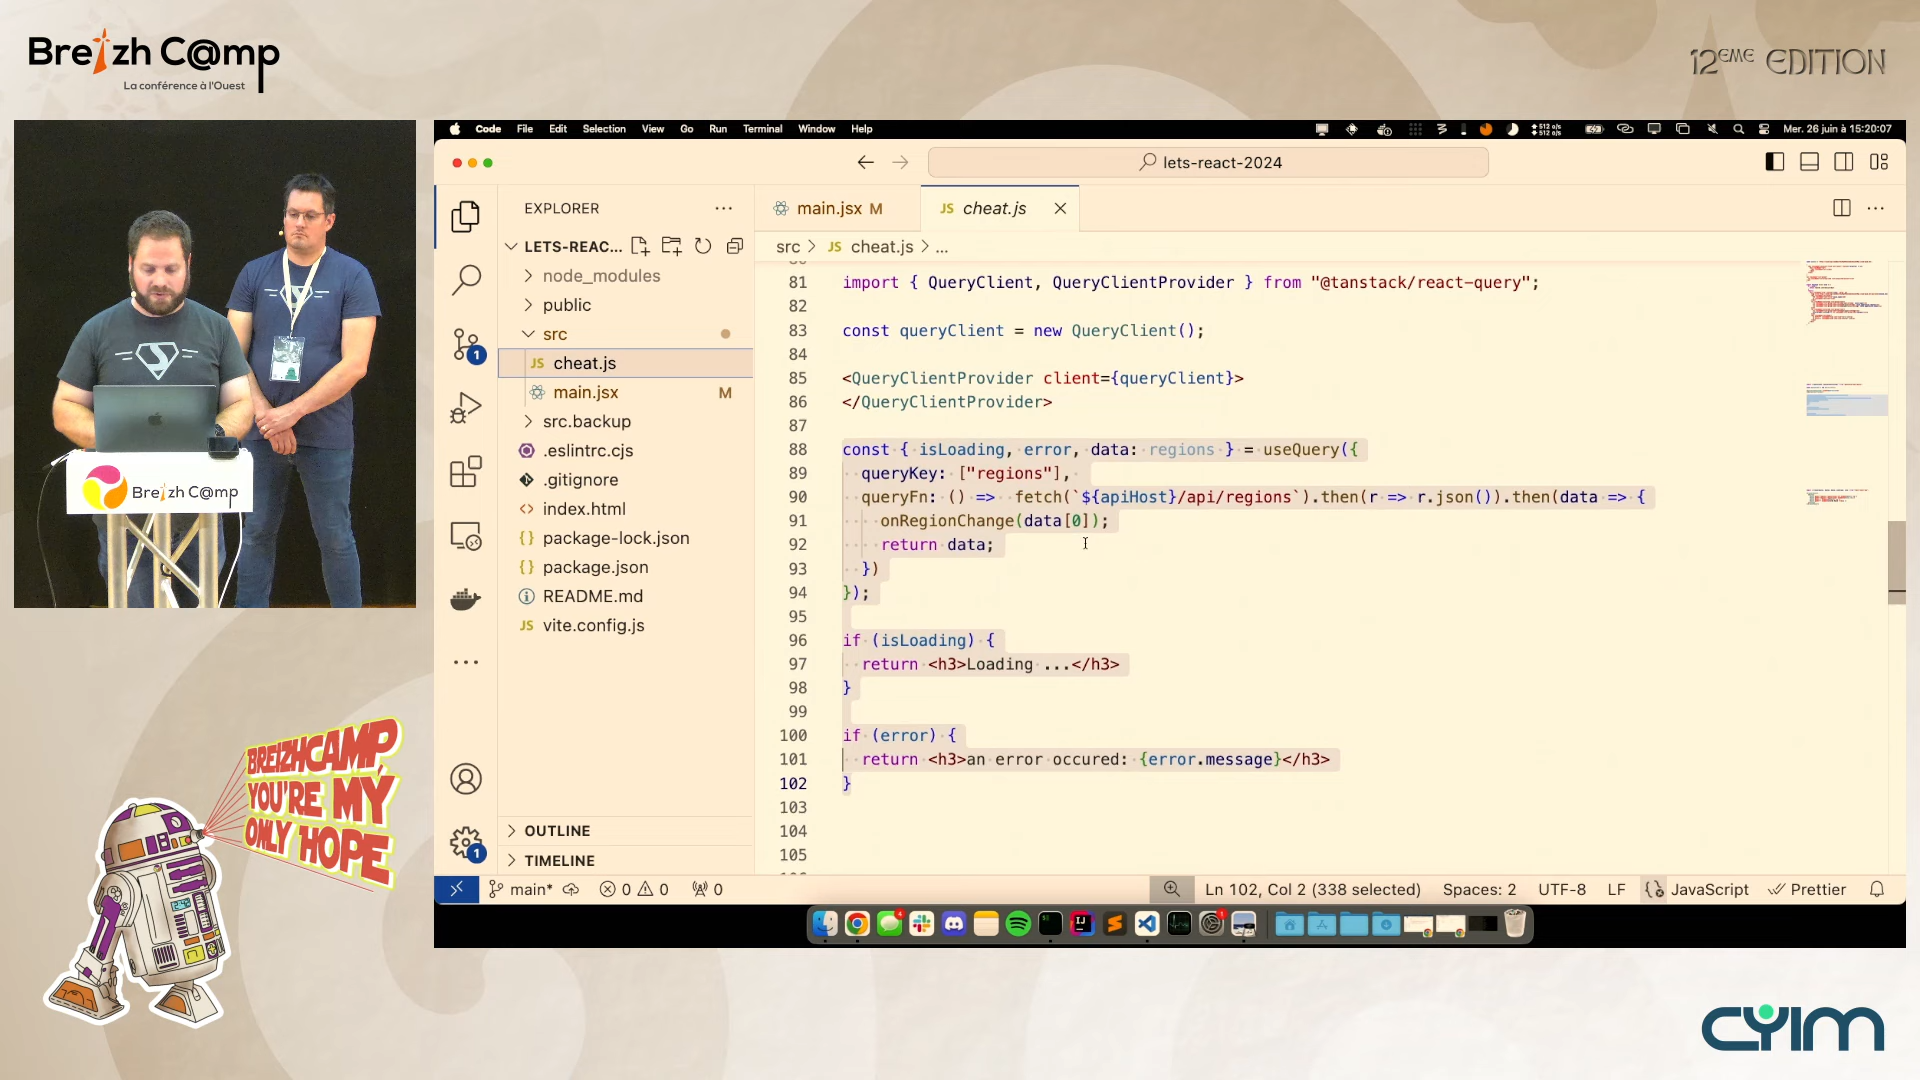 Breizh C@mp
La conférence à l'Ouest
12ÈME EDITION
Code File Edit Selection View Go Run Terminal Window Help
Mer. 26 juin à 15:20:07
lets-react-2024
EXPLORER
main.jsx M
JS cheat.js
LETS-REAC...
src > JS cheat.js > ...
node_modules
public
src
JS cheat.js
main.jsx M
src.backup
.eslintrc.cjs
.gitignore
index.html
package-lock.json
package.json
README.md
JS vite.config.js
OUTLINE
TIMELINE
81 import { QueryClient, QueryClientProvider } from "@tanstack/react-query";
82
83 const queryClient = new QueryClient();
84
85 <QueryClientProvider client={queryClient}>
86 </QueryClientProvider>
87
88 const { isLoading, error, data: regions } = useQuery({
89 queryKey: ["regions"],
90 queryFn: () => fetch(`${apiHost}/api/regions`).then(r => r.json()).then(data => {
91 onRegionChange(data[0]);
92 return data;
93 })
94 });
95
96 if (isLoading) {
97 return <h3>Loading ...</h3>
98 }
99
100 if (error) {
101 return <h3>an error occured: {error.message}</h3>
102 }
103
104
105
main* 0 0 0
Ln 102, Col 2 (338 selected) Spaces: 2 UTF-8 LF JavaScript Prettier
Breizh C@mp
BREIZHCAMP,
YOU'RE MY
ONLY HOPE
CYIM